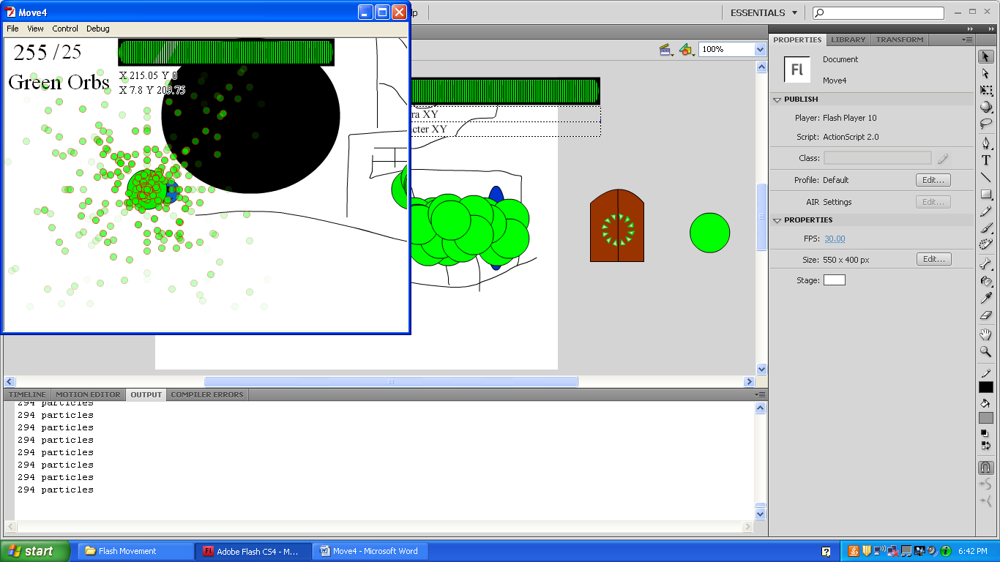 Move4
lp
ESSENTIALS
File View Control Debug
255 / 25
Green Orbs
X 215.05 Y 0
X 7.8 Y 209.75
100%
ra XY
cter XY
PROPERTIES LIBRARY TRANSFORM
Fl
Document
Move4
PUBLISH
Player: Flash Player 10
Script: ActionScript 2.0
Class:
Profile: Default Edit...
AIR Settings Edit...
PROPERTIES
FPS: 30.00
Size: 550 x 400 px Edit...
Stage:
T
TIMELINE MOTION EDITOR OUTPUT COMPILER ERRORS
294 particles
294 particles
294 particles
294 particles
294 particles
294 particles
294 particles
294 particles
start
Flash Movement
Fl Adobe Flash CS4 - M...
Move4 - Microsoft Word
6:42 PM